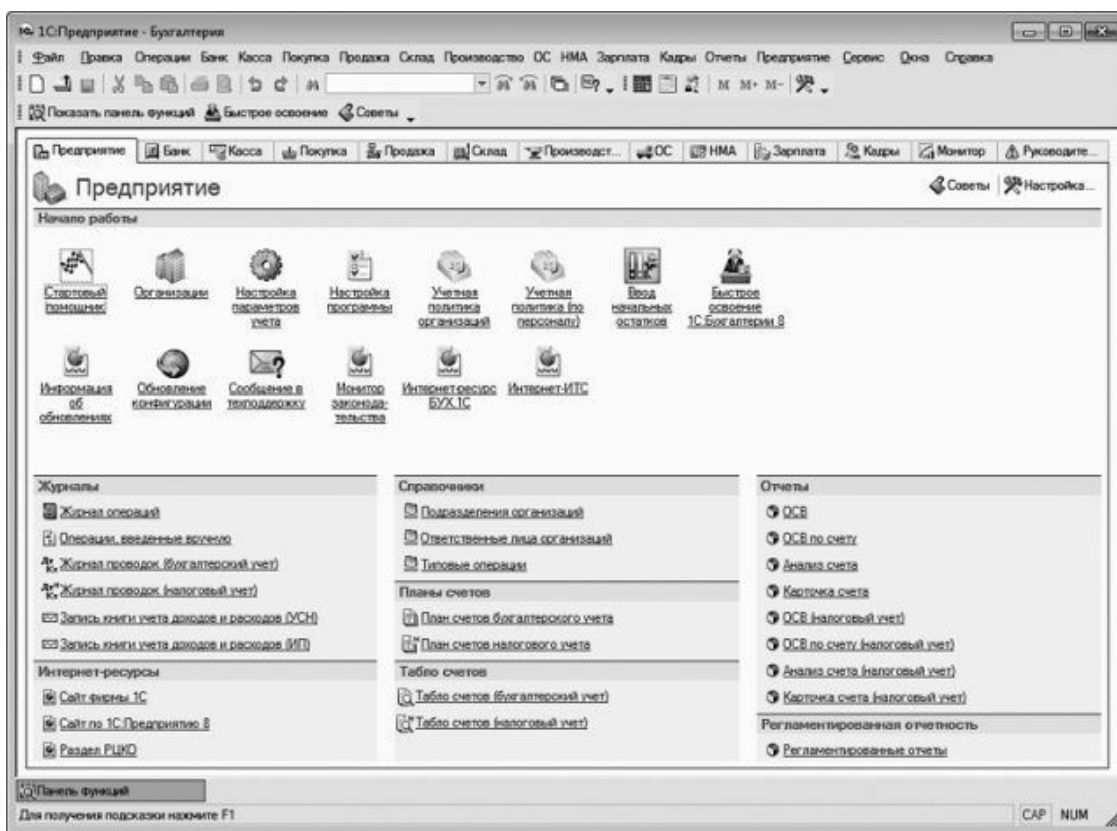 1С:Предприятие - Бухгалтерия
Файл Правка Операции Банк Касса Покупка Продажа Склад Производство ОС НМА Зарплата Кадры Отчеты Предприятие Сервис Окна Справка
M M+ M-
Показать панель функций Быстрое освоение Советы
Предприятие Банк Касса Покупка Продажа Склад Производст... ОС НМА Зарплата Кадры Монитор Руководите...
Предприятие Советы Настройка...
Начало работы
Стартовый Организации Настройка Настройка Учетная Учетная Ввод Быстрое
помощник параметров программы политика политика (по начальных освоение
учета организаций персоналу) остатков 1С:Бухгалтерии 8
Информация Обновление Сообщение в Монитор Интернет-ресурс Интернет-ИТС
об конфигурации техподдержку законода- БУХ.1С
обновлениях тельства
Журналы Справочники Отчеты
Журнал операций Подразделения организаций ОСВ
Операции, введенные вручную Ответственные лица организаций ОСВ по счету
Журнал проводок (бухгалтерский учет) Типовые операции Анализ счета
Журнал проводок (налоговый учет) Планы счетов Карточка счета
Запись книги учета доходов и расходов (УСН) План счетов бухгалтерского учета ОСВ (налоговый учет)
Запись книги учета доходов и расходов (ИП) План счетов налогового учета ОСВ по счету (налоговый учет)
Интернет-ресурсы Табло счетов Анализ счета (налоговый учет)
Сайт фирмы 1С Табло счетов (бухгалтерский учет) Карточка счета (налоговый учет)
Сайт по 1С:Предприятию 8 Табло счетов (налоговый учет) Регламентированная отчетность
Раздел РЦКО Регламентированные отчеты
Панель функций
Для получения подсказки нажмите F1 CAP NUM